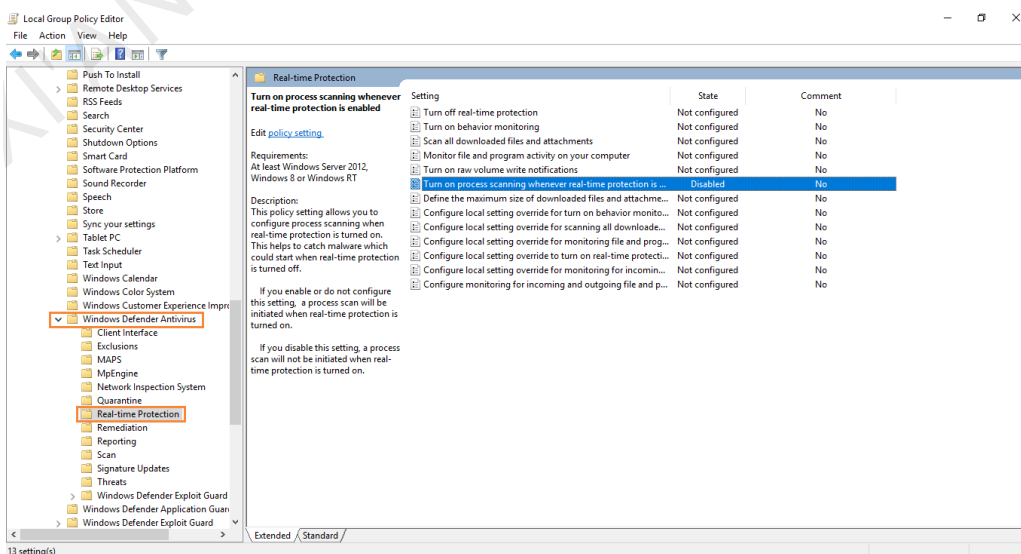 Local Group Policy Editor
File Action View Help
Push To Install
Remote Desktop Services
RSS Feeds
Search
Security Center
Shutdown Options
Smart Card
Software Protection Platform
Sound Recorder
Speech
Store
Sync your settings
Tablet PC
Task Scheduler
Text Input
Windows Calendar
Windows Color System
Windows Customer Experience Impro
Windows Defender Antivirus
Client Interface
Exclusions
MAPS
MpEngine
Network Inspection System
Quarantine
Real-time Protection
Remediation
Reporting
Scan
Signature Updates
Threats
Windows Defender Exploit Guard
Windows Defender Application Guar
Windows Defender Exploit Guard
Real-time Protection
Turn on process scanning whenever
real-time protection is enabled
Edit policy setting
Requirements:
At least Windows Server 2012,
Windows 8 or Windows RT
Description:
This policy setting allows you to
configure process scanning when
real-time protection is turned on.
This helps to catch malware which
could start when real-time protection
is turned off.
If you enable or do not configure
this setting, a process scan will be
initiated when real-time protection is
turned on.
If you disable this setting, a process
scan will not be initiated when real-
time protection is turned on.
Setting State Comment
Turn off real-time protection Not configured No
Turn on behavior monitoring Not configured No
Scan all downloaded files and attachments Not configured No
Monitor file and program activity on your computer Not configured No
Turn on raw volume write notifications Not configured No
Turn on process scanning whenever real-time protection is ... Disabled No
Define the maximum size of downloaded files and attachme... Not configured No
Configure local setting override for turn on behavior monito... Not configured No
Configure local setting override for scanning all downloade... Not configured No
Configure local setting override for monitoring file and prog... Not configured No
Configure local setting override to turn on real-time protecti... Not configured No
Configure local setting override for monitoring for incomin... Not configured No
Configure monitoring for incoming and outgoing file and p... Not configured No
Extended Standard
13 setting(s)